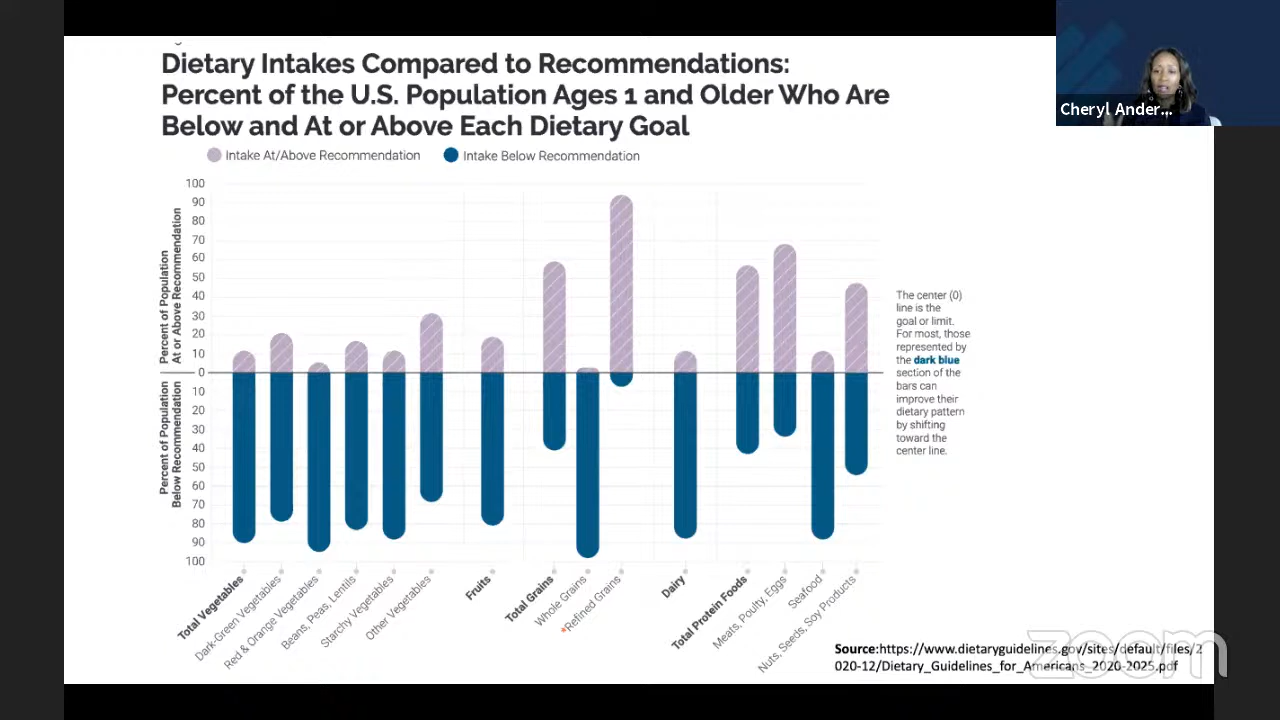 Dietary Intakes Compared to Recommendations:
Percent of the U.S. Population Ages 1 and Older Who Are
Below and At or Above Each Dietary Goal
Intake At/Above Recommendation
Intake Below Recommendation
Cheryl Ander...
Percent of Population
At or Above Recommendation
Percent of Population
Below Recommendation
100
90
80
70
60
50
40
30
20
10
0
10
20
30
40
50
60
70
80
90
100
Total Vegetables
Dark-Green Vegetables
Red & Orange Vegetables
Beans, Peas, Lentils
Starchy Vegetables
Other Vegetables
Fruits
Total Grains
Whole Grains
*Refined Grains
Dairy
Total Protein Foods
Meats, Poulty, Eggs
Seafood
Nuts, Seeds, Soy Products
The center (0)
line is the
goal or limit.
For most, those
represented by
the dark blue
section of the
bars can
improve their
dietary pattern
by shifting
toward the
center line.
Source:https://www.dietaryguidelines.gov/sites/default/files/2
020-12/Dietary_Guidelines_for_Americans_2020-2025.pdf
zoom